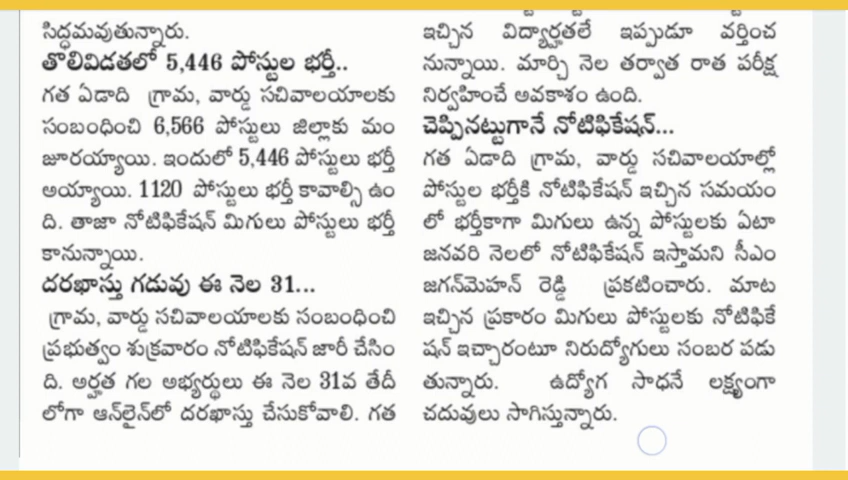 సిద్ధమవుతున్నారు.
తొలివిడతలో 5,446 పోస్టుల భర్తీ..
గత ఏడాది గ్రామ, వార్డు సచివాలయాలకు
సంబంధించి 6,566 పోస్టులు జిల్లాకు మం
జూరయ్యాయి. ఇందులో 5,446 పోస్టులు భర్తీ
అయ్యాయి. 1120 పోస్టులు భర్తీ కావాల్సి ఉం
ది. తాజా నోటిఫికేషన్ మిగులు పోస్టులు భర్తీ
కానున్నాయి.
దరఖాస్తు గడువు ఈ నెల 31...
గ్రామ, వార్డు సచివాలయాలకు సంబంధించి
ప్రభుత్వం శుక్రవారం నోటిఫికేషన్ జారీ చేసిం
ది. అర్హత గల అభ్యర్థులు ఈ నెల 31వ తేదీ
లోగా ఆన్‌లైన్‌లో దరఖాస్తు చేసుకోవాలి. గత
ఇచ్చిన విద్యార్హతలే ఇప్పుడూ వర్తించ
నున్నాయి. మార్చి నెల తర్వాత రాత పరీక్ష
నిర్వహించే అవకాశం ఉంది.
చెప్పినట్టుగానే నోటిఫికేషన్...
గత ఏడాది గ్రామ, వార్డు సచివాలయాల్లో
పోస్టుల భర్తీకి నోటిఫికేషన్ ఇచ్చిన సమయం
లో భర్తీకాగా మిగులు ఉన్న పోస్టులకు ఏటా
జనవరి నెలలో నోటిఫికేషన్ ఇస్తామని సీఎం
జగన్‌మెహన్ రెడ్డి ప్రకటించారు. మాట
ఇచ్చిన ప్రకారం మిగులు పోస్టులకు నోటిఫికే
షన్ ఇచ్చారంటూ నిరుద్యోగులు సంబర పడు
తున్నారు. ఉద్యోగ సాధనే లక్ష్యంగా
చదువులు సాగిస్తున్నారు.